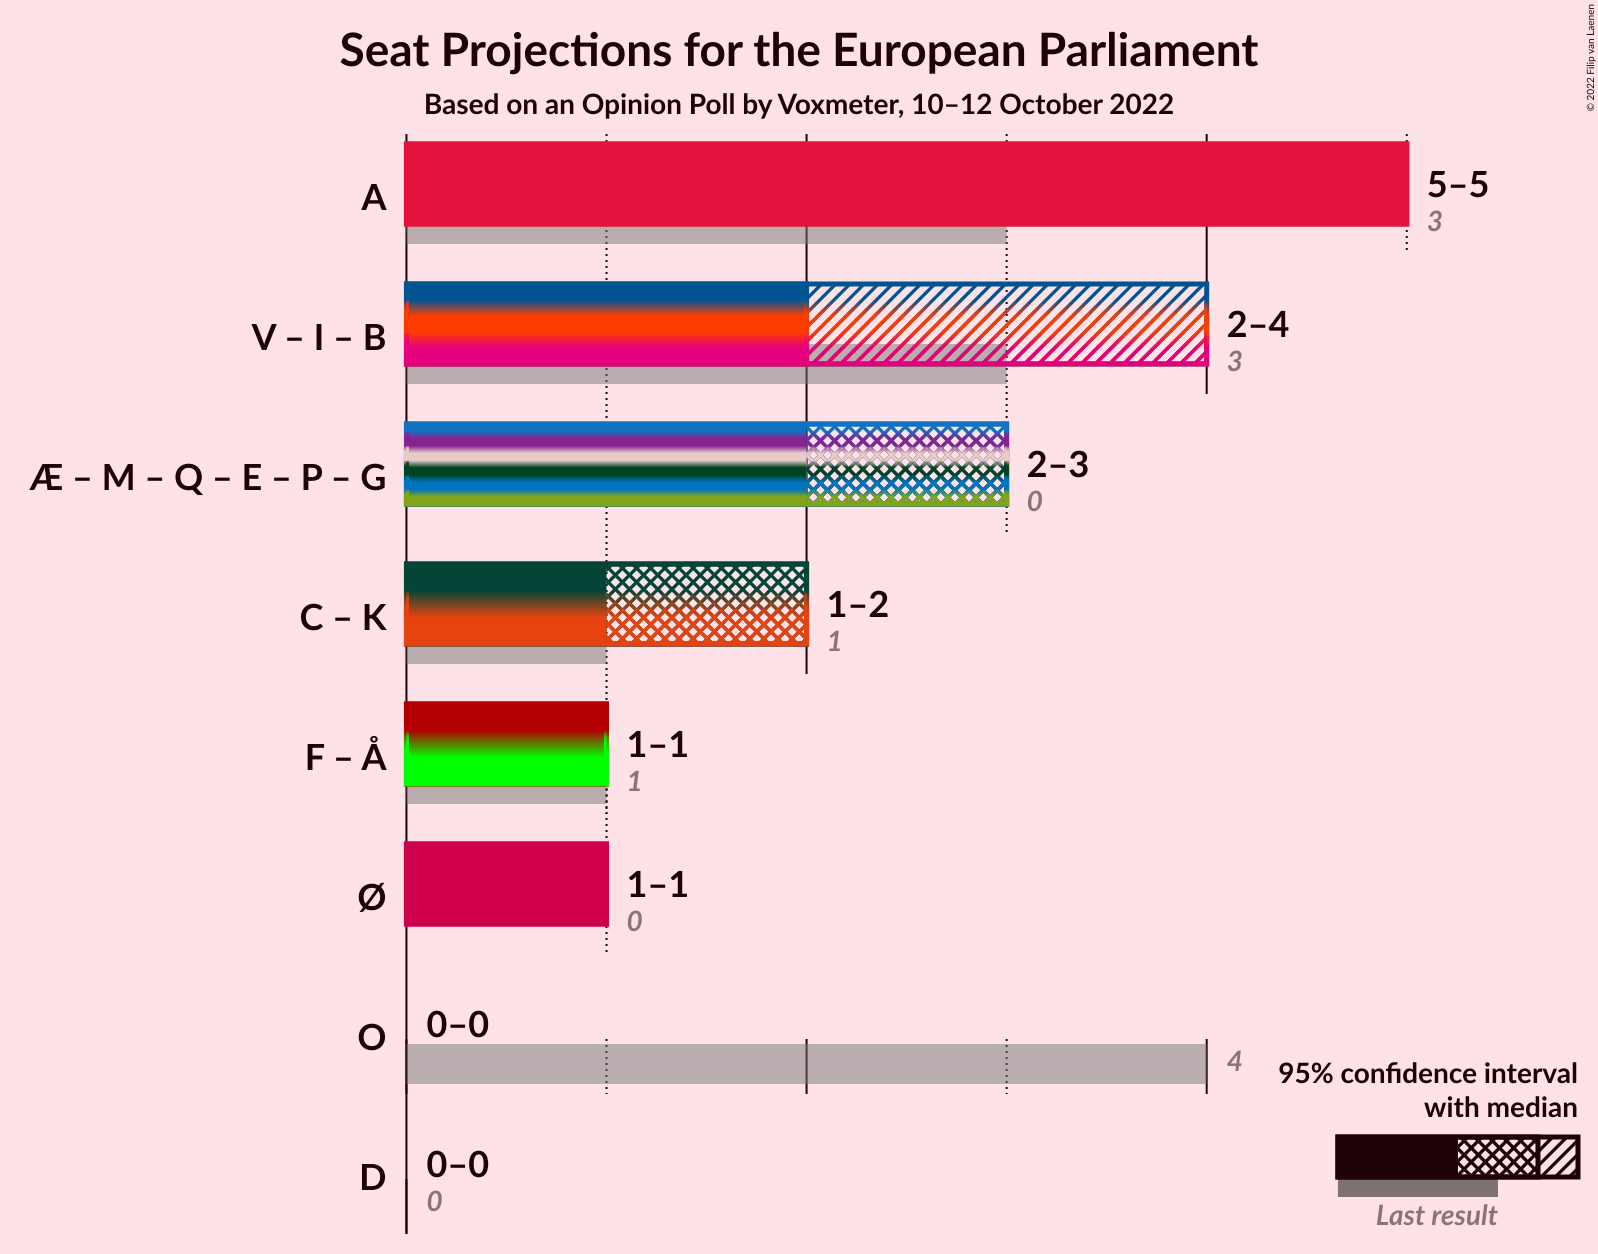 Seat Projections for the European Parliament
Based on an Opinion Poll by Voxmeter, 10–12 October 2022
© 2022 Filip van Laenen
A
5–5
3
V – I – B
2–4
3
Æ – M – Q – E – P – G
2–3
0
C – K
1–2
1
F – Å
1–1
1
Ø
1–1
0
O
0–0
4
D
0–0
0
95% confidence interval
with median
Last result